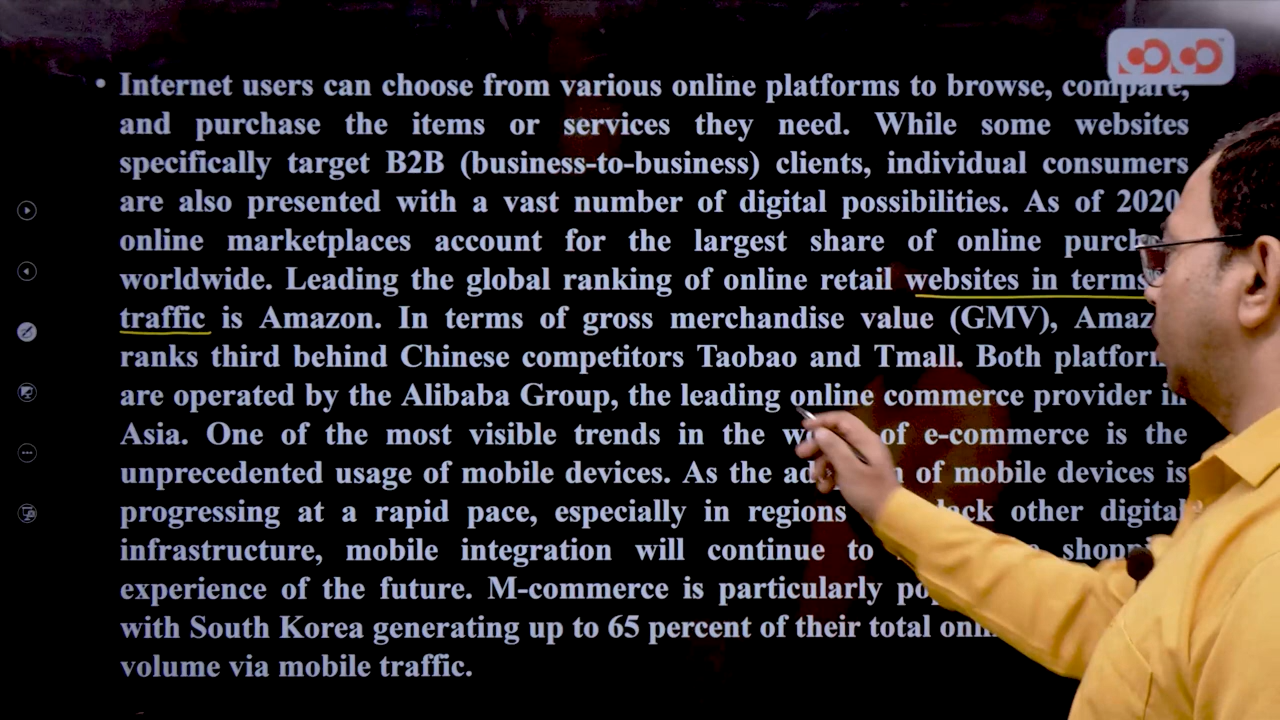 • Internet users can choose from various online platforms to browse, compare,
and purchase the items or services they need. While some websites
specifically target B2B (business-to-business) clients, individual consumers
are also presented with a vast number of digital possibilities. As of 2020
online marketplaces account for the largest share of online
worldwide. Leading the global ranking of online retail websites in terms
traffic is Amazon. In terms of gross merchandise value (GMV),
ranks third behind Chinese competitors Taobao and Tmall. Both
are operated by the Alibaba Group, the leading online commerce provider in
Asia. One of the most visible trends in the of e-commerce is the
unprecedented usage of mobile devices. As the of mobile devices is
progressing at a rapid pace, especially in regions lack other digital
infrastructure, mobile integration will continue to
experience of the future. M-commerce is particularly
with South Korea generating up to 65 percent of their total
volume via mobile traffic.